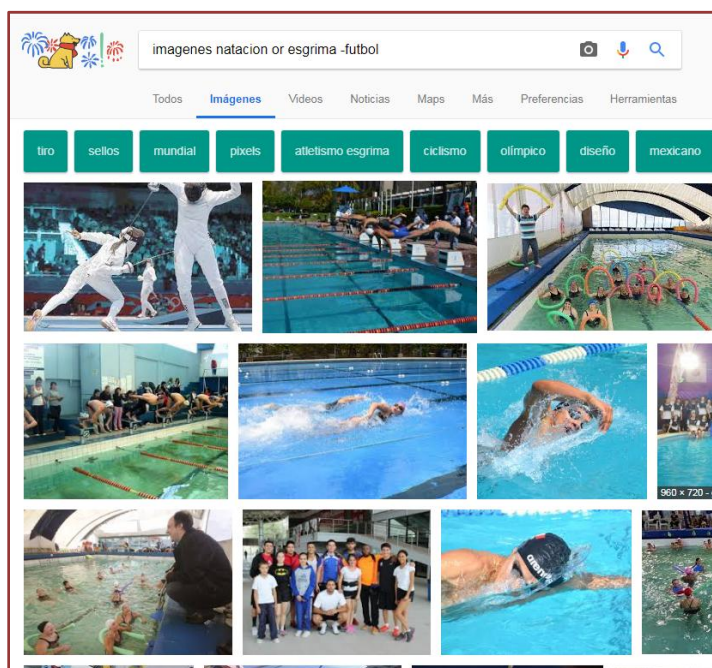 imagenes natacion or esgrima -futbol
Todos Imágenes Videos Noticias Maps Más Preferencias Herramientas
tiro sellos mundial pixels atletismo esgrima ciclismo olímpico diseño mexicano
960 × 720 -